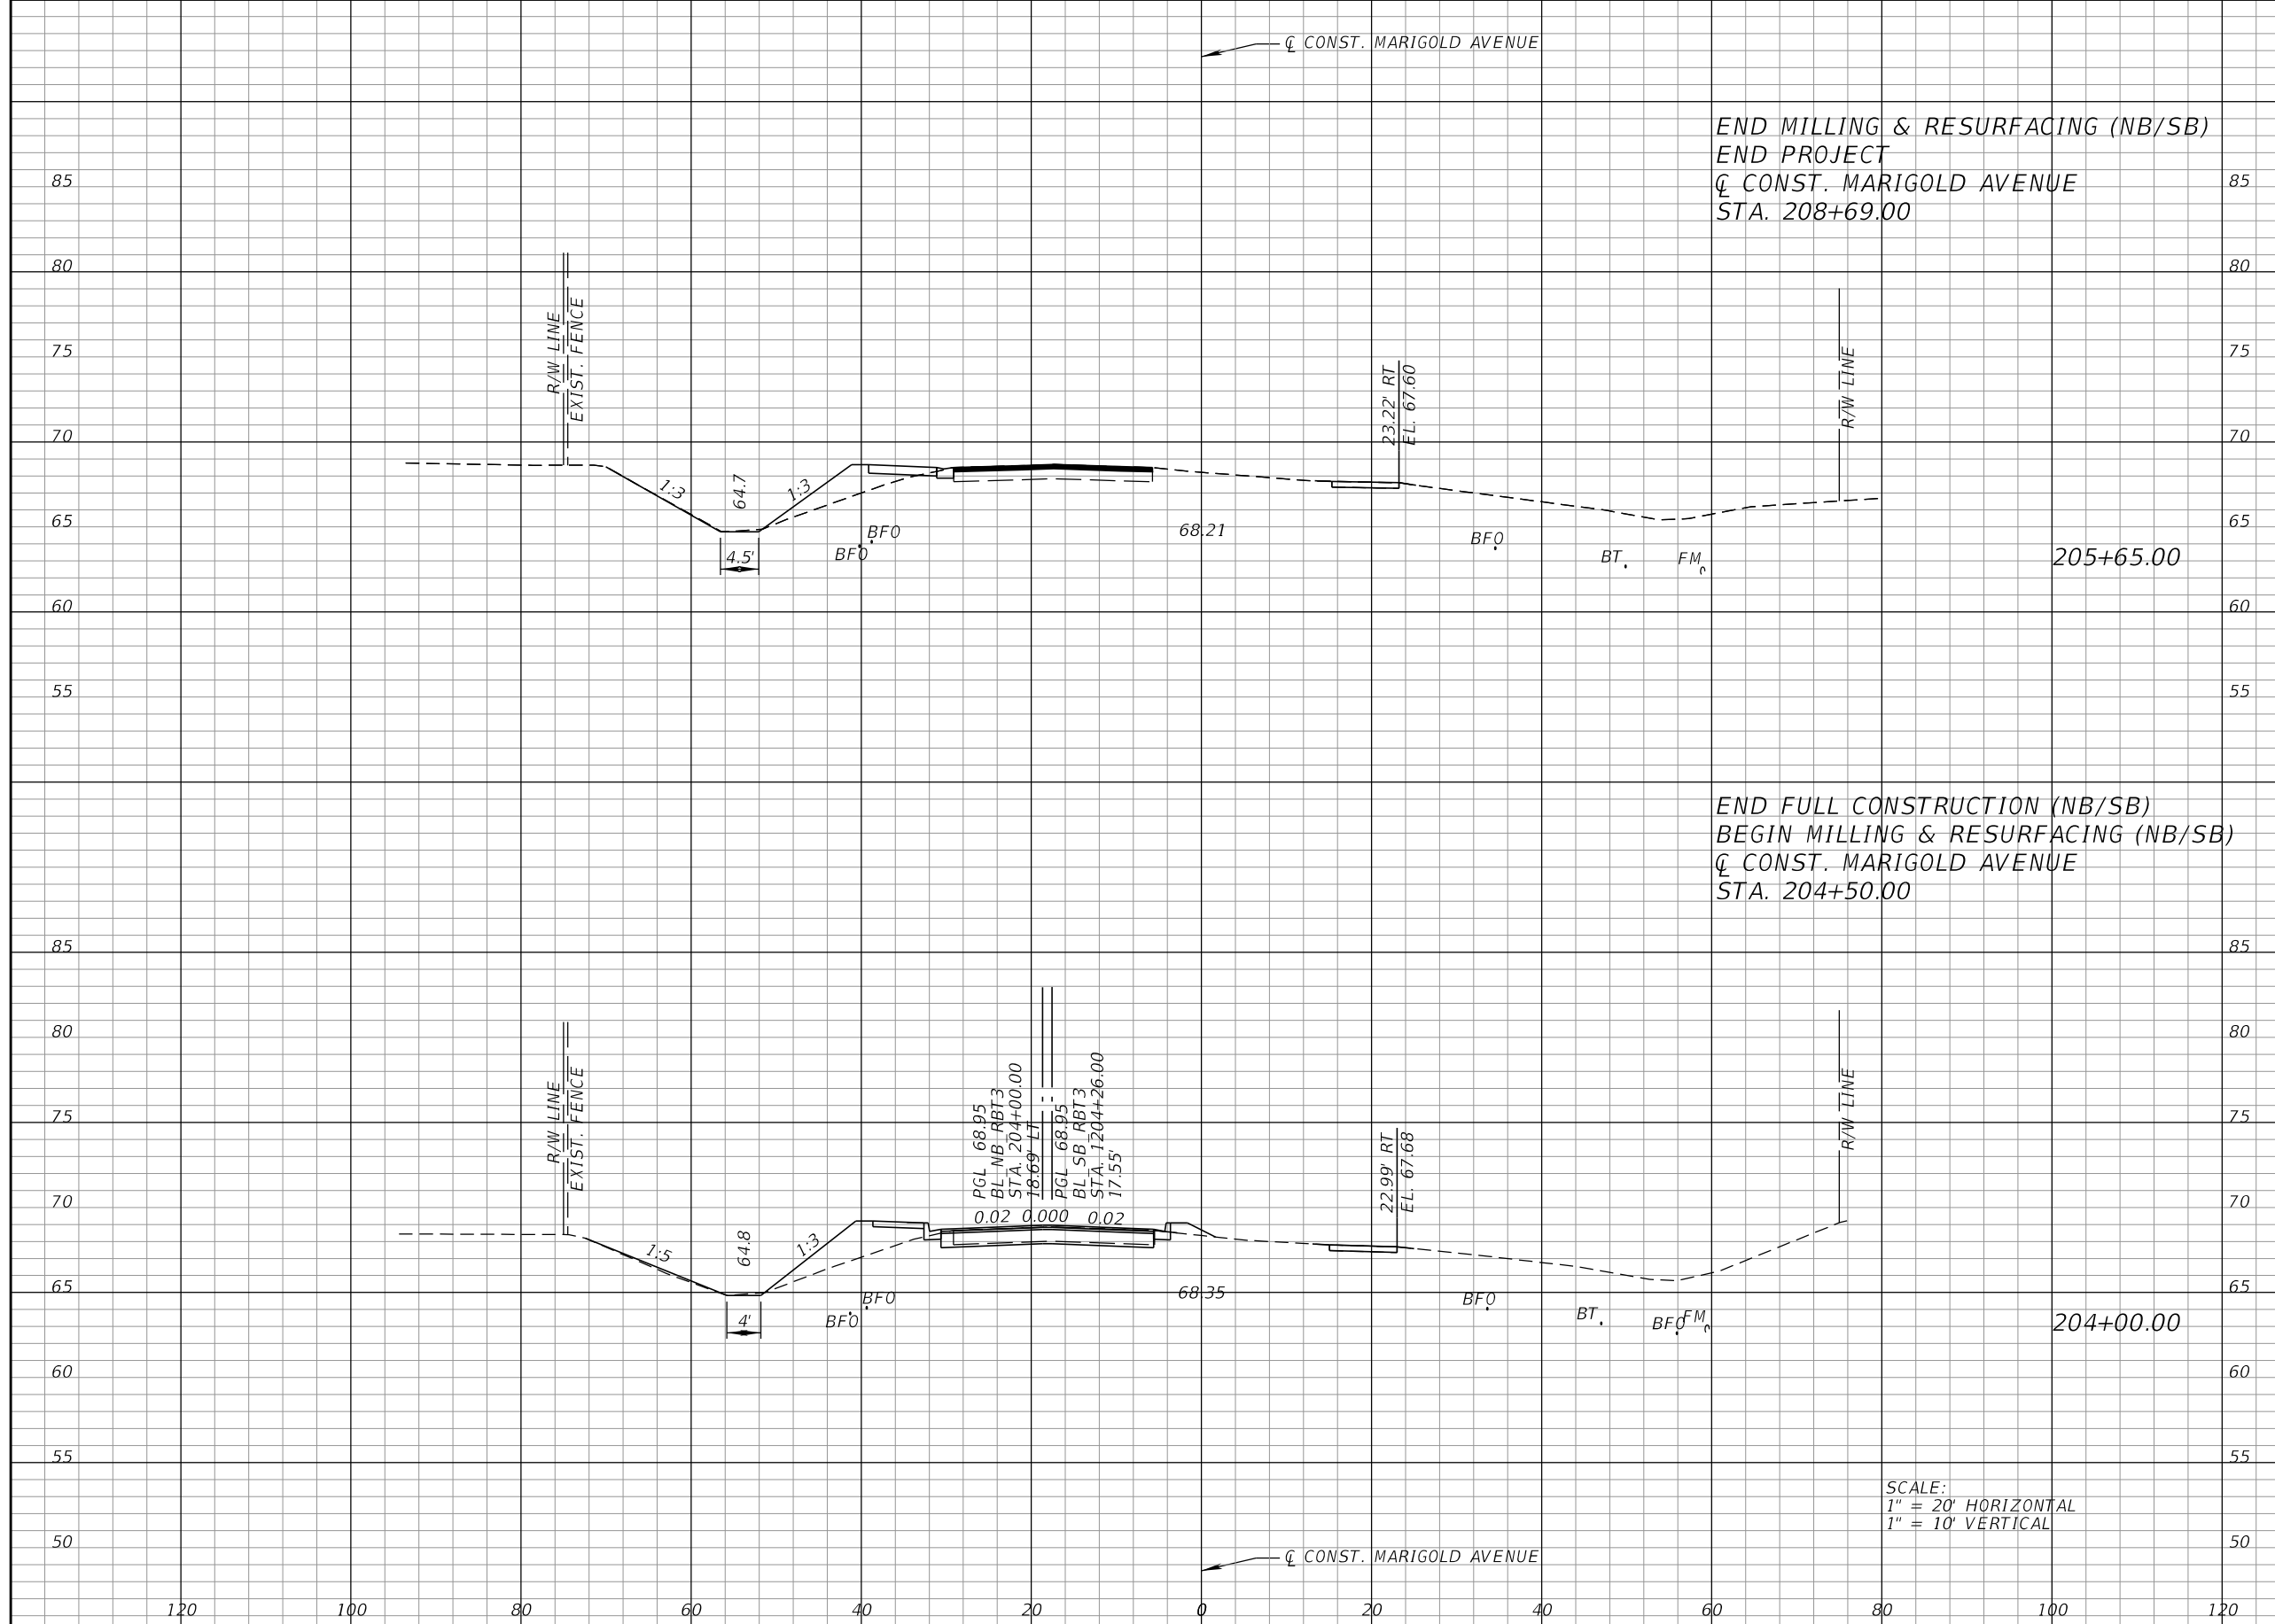 ℄ CONST. MARIGOLD AVENUE
END MILLING & RESURFACING (NB/SB)
END PROJECT
℄ CONST. MARIGOLD AVENUE
STA. 208+69.00
85
85
80
80
R/W LINE
EXIST. FENCE
75
75
23.22' RT
EL. 67.60
R/W LINE
70
70
1:3
64.7
1:3
65
65
BFO
BFO
4.5'
68.21
BFO
BT
FM
205+65.00
60
60
55
55
END FULL CONSTRUCTION (NB/SB)
BEGIN MILLING & RESURFACING (NB/SB)
℄ CONST. MARIGOLD AVENUE
STA. 204+50.00
85
85
80
80
R/W LINE
EXIST. FENCE
75
75
PGL 68.95
BL_NB_RBT3
STA. 204+00.00
18.69' LT
PGL 68.95
BL_SB_RBT3
STA. 1204+26.00
17.55'
22.99' RT
EL. 67.68
R/W LINE
70
70
0.02
0.000
0.02
1:5
64.8
1:3
65
65
BFO
BFO
4'
68.35
BFO
BT
BFO
FM
204+00.00
60
60
55
55
SCALE:
1" = 20' HORIZONTAL
1" = 10' VERTICAL
50
50
℄ CONST. MARIGOLD AVENUE
120 100 80 60 40 20 0 20 40 60 80 100 120